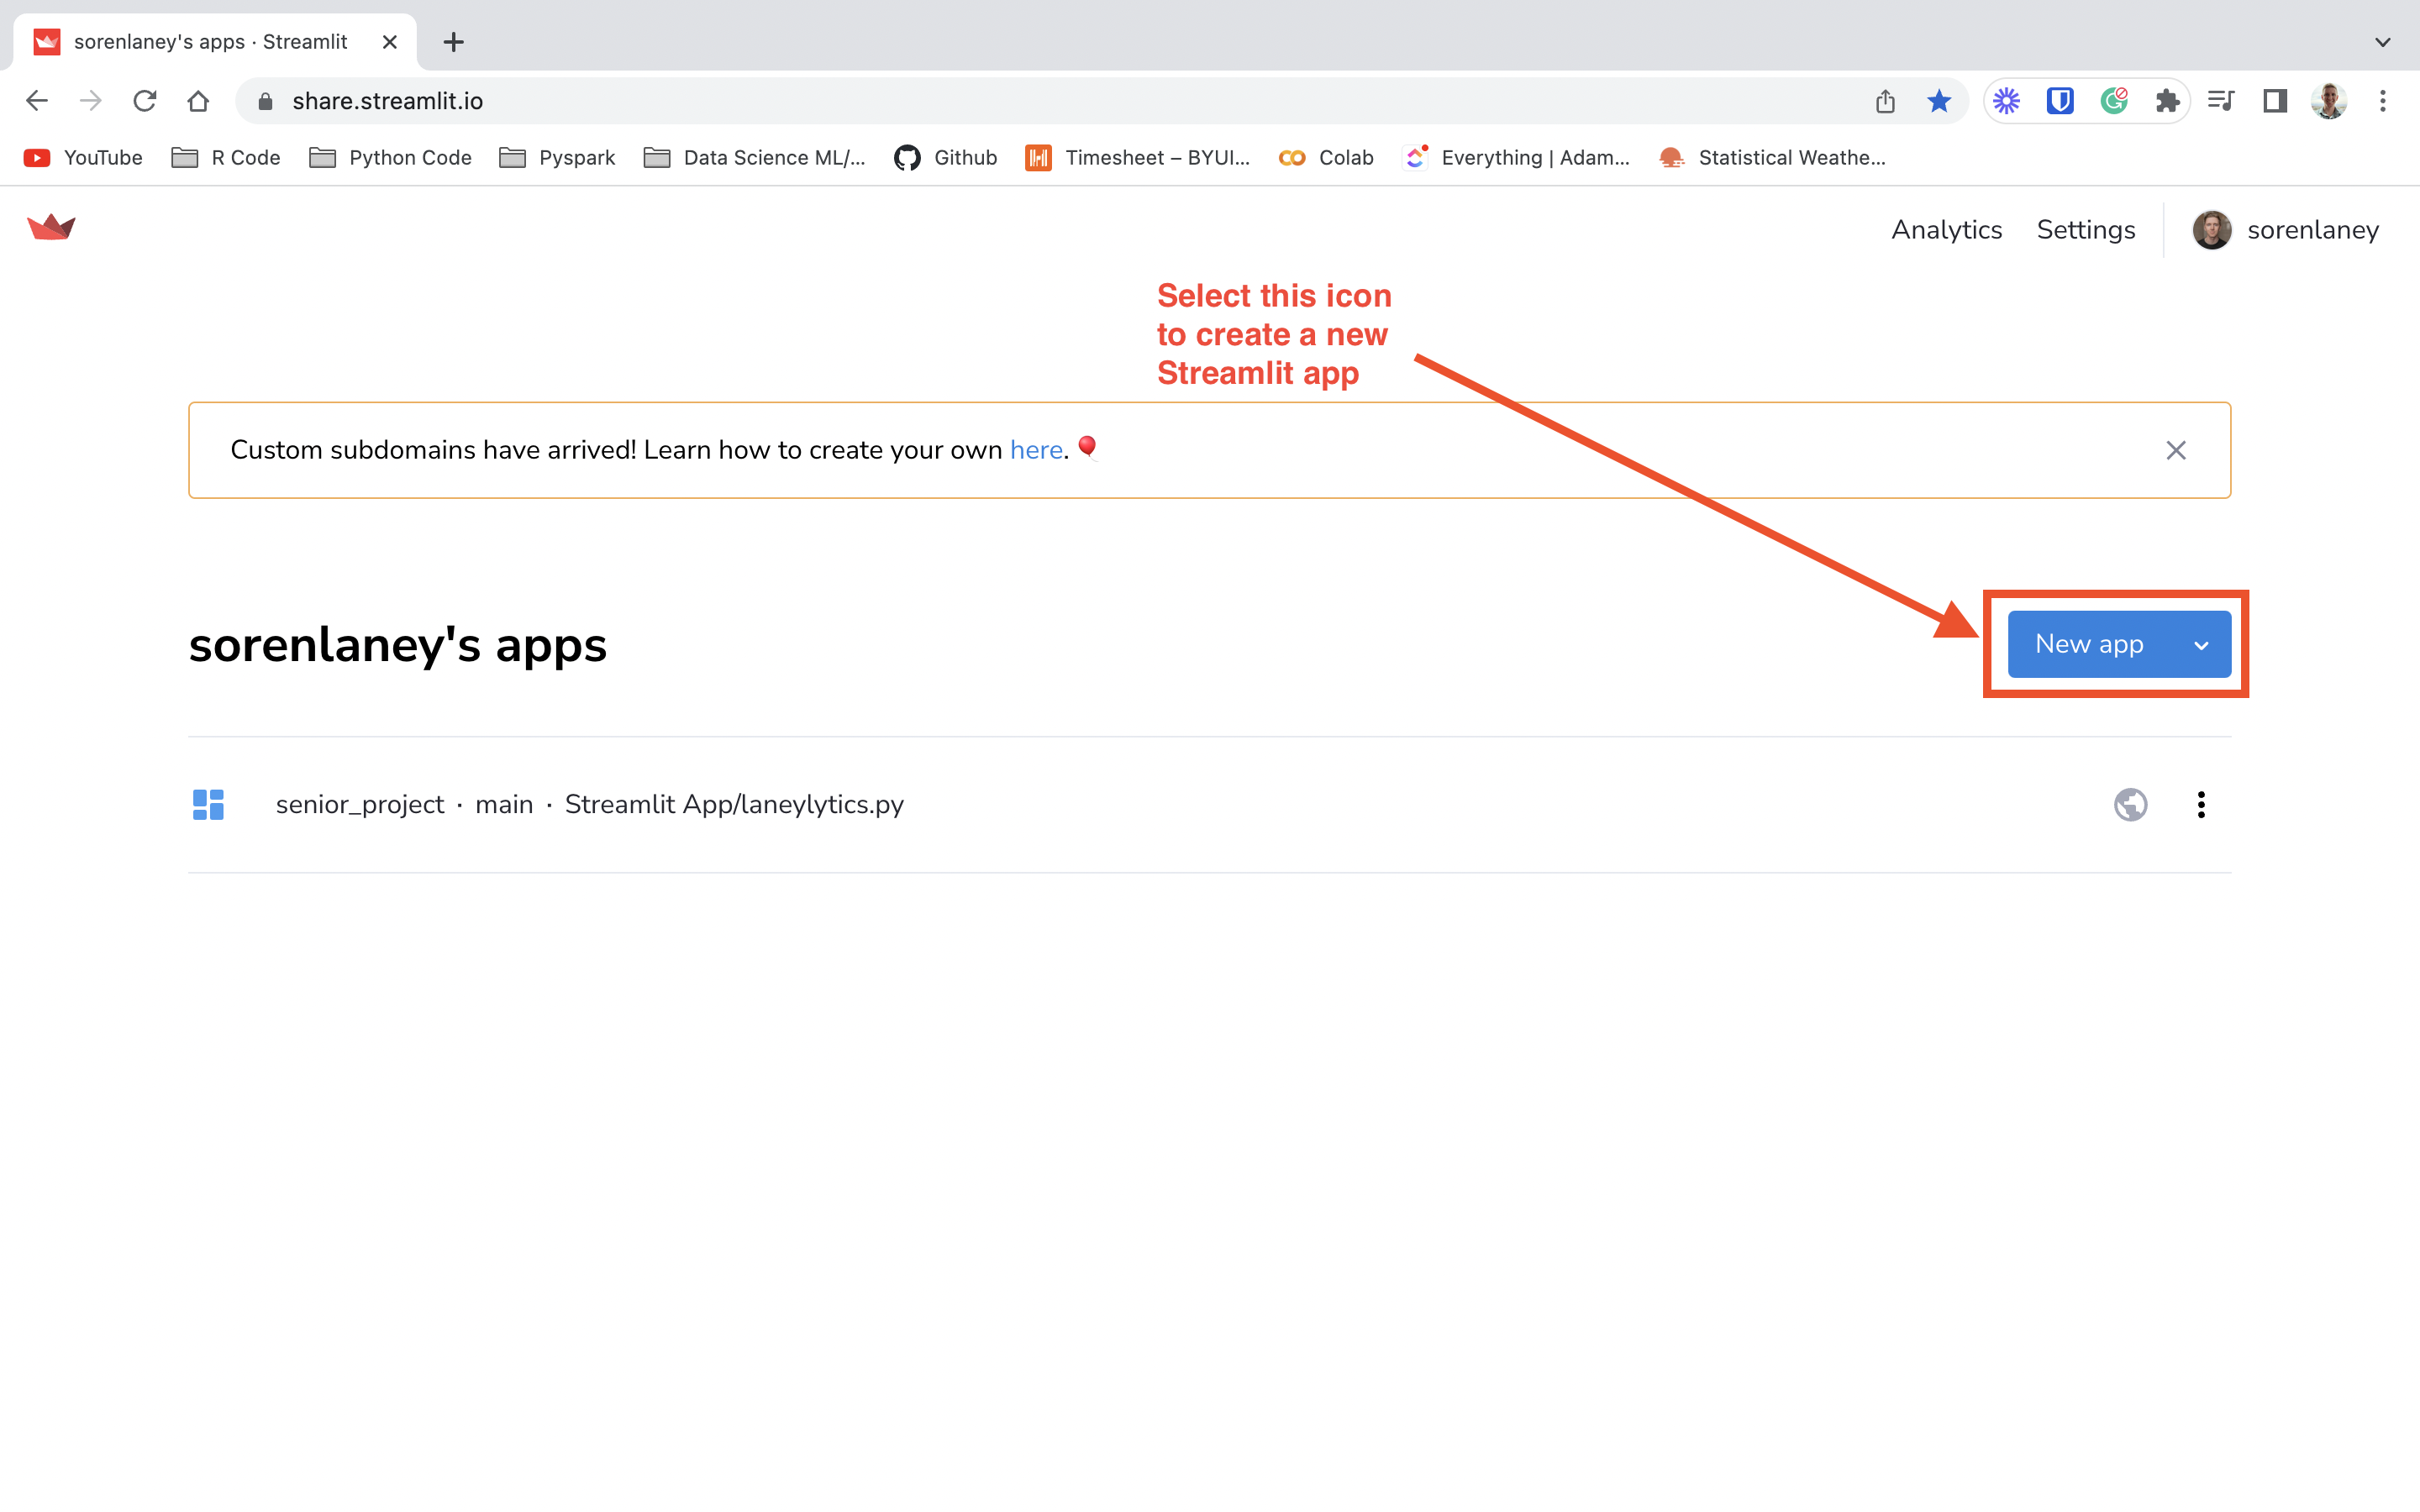 sorenlaney's apps · Streamlit
share.streamlit.io
YouTube R Code Python Code Pyspark Data Science ML/... Github Timesheet – BYUI... Colab Everything | Adam... Statistical Weathe...
Analytics Settings sorenlaney
Select this icon
to create a new
Streamlit app
Custom subdomains have arrived! Learn how to create your own here. 🎈
sorenlaney's apps
New app
senior_project · main · Streamlit App/laneylytics.py